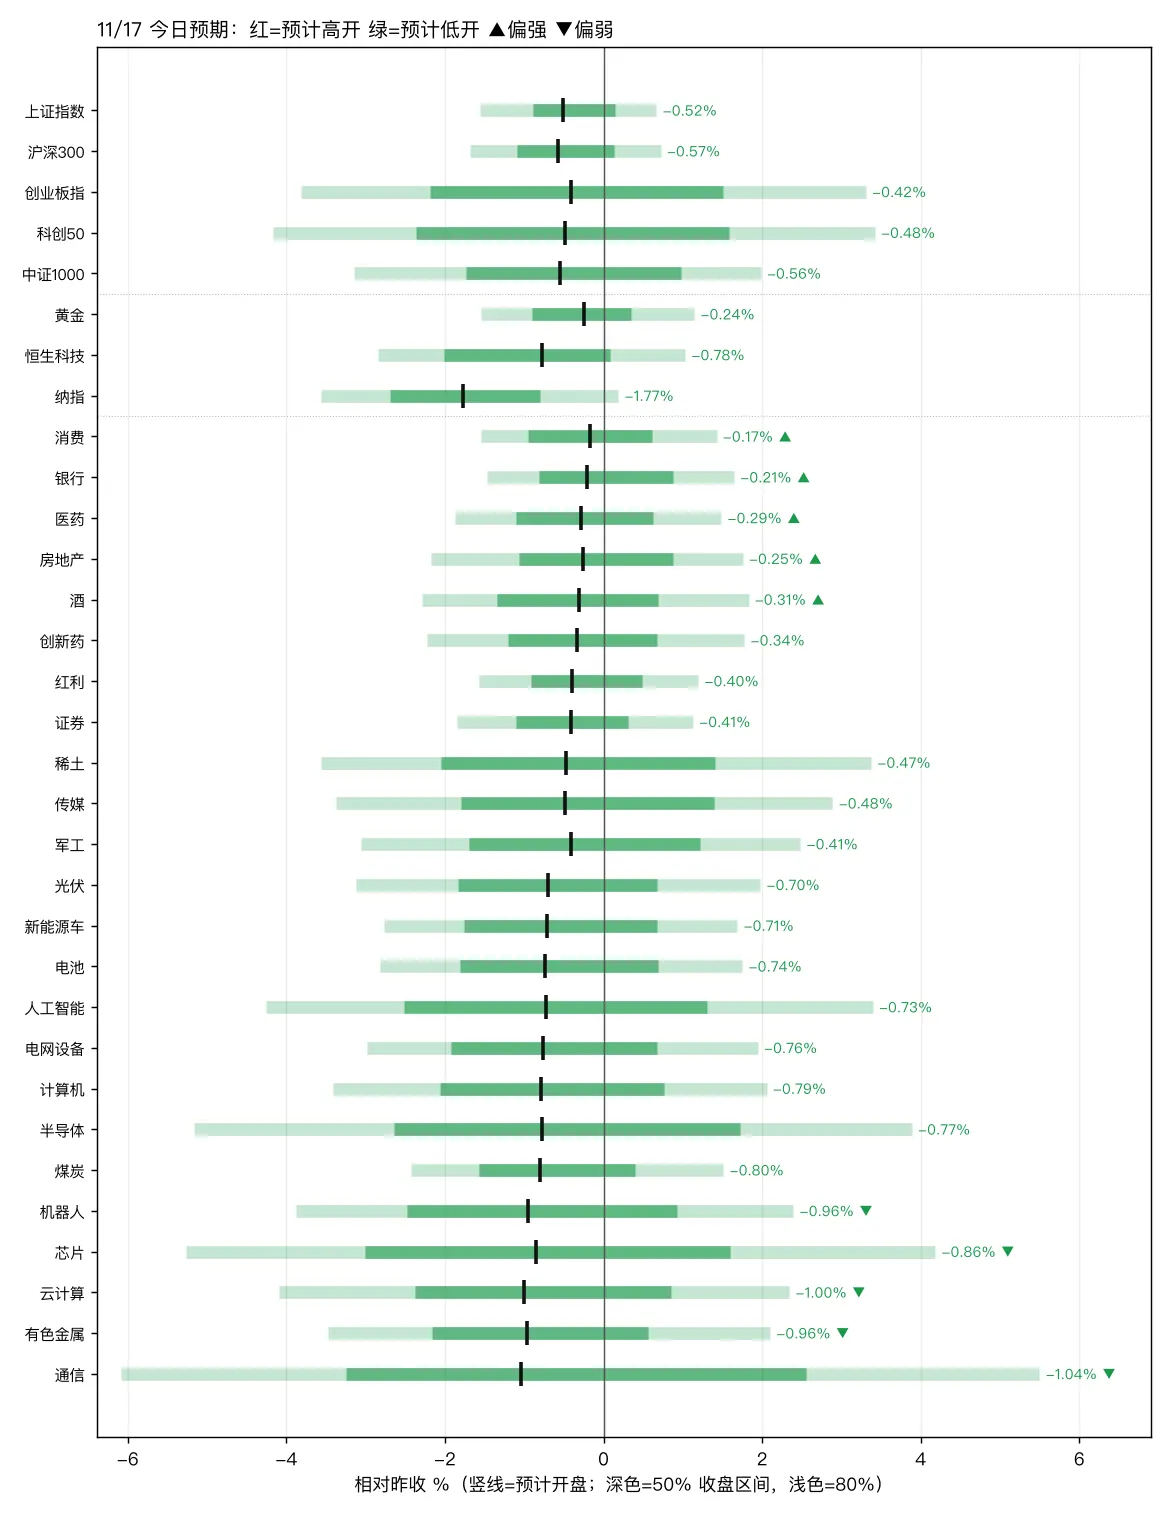 11/17 今日预期：红=预计高开 绿=预计低开 ▲偏强 ▼偏弱
上证指数 −0.52%
沪深300 −0.57%
创业板指 −0.42%
科创50 −0.48%
中证1000 −0.56%
黄金 −0.24%
恒生科技 −0.78%
纳指 −1.77%
消费 −0.17% ▲
银行 −0.21% ▲
医药 −0.29% ▲
房地产 −0.25% ▲
酒 −0.31% ▲
创新药 −0.34%
红利 −0.40%
证券 −0.41%
稀土 −0.47%
传媒 −0.48%
军工 −0.41%
光伏 −0.70%
新能源车 −0.71%
电池 −0.74%
人工智能 −0.73%
电网设备 −0.76%
计算机 −0.79%
半导体 −0.77%
煤炭 −0.80%
机器人 −0.96% ▼
芯片 −0.86% ▼
云计算 −1.00% ▼
有色金属 −0.96% ▼
通信 −1.04% ▼
−6 −4 −2 0 2 4 6
相对昨收 %（竖线=预计开盘；深色=50% 收盘区间，浅色=80%）